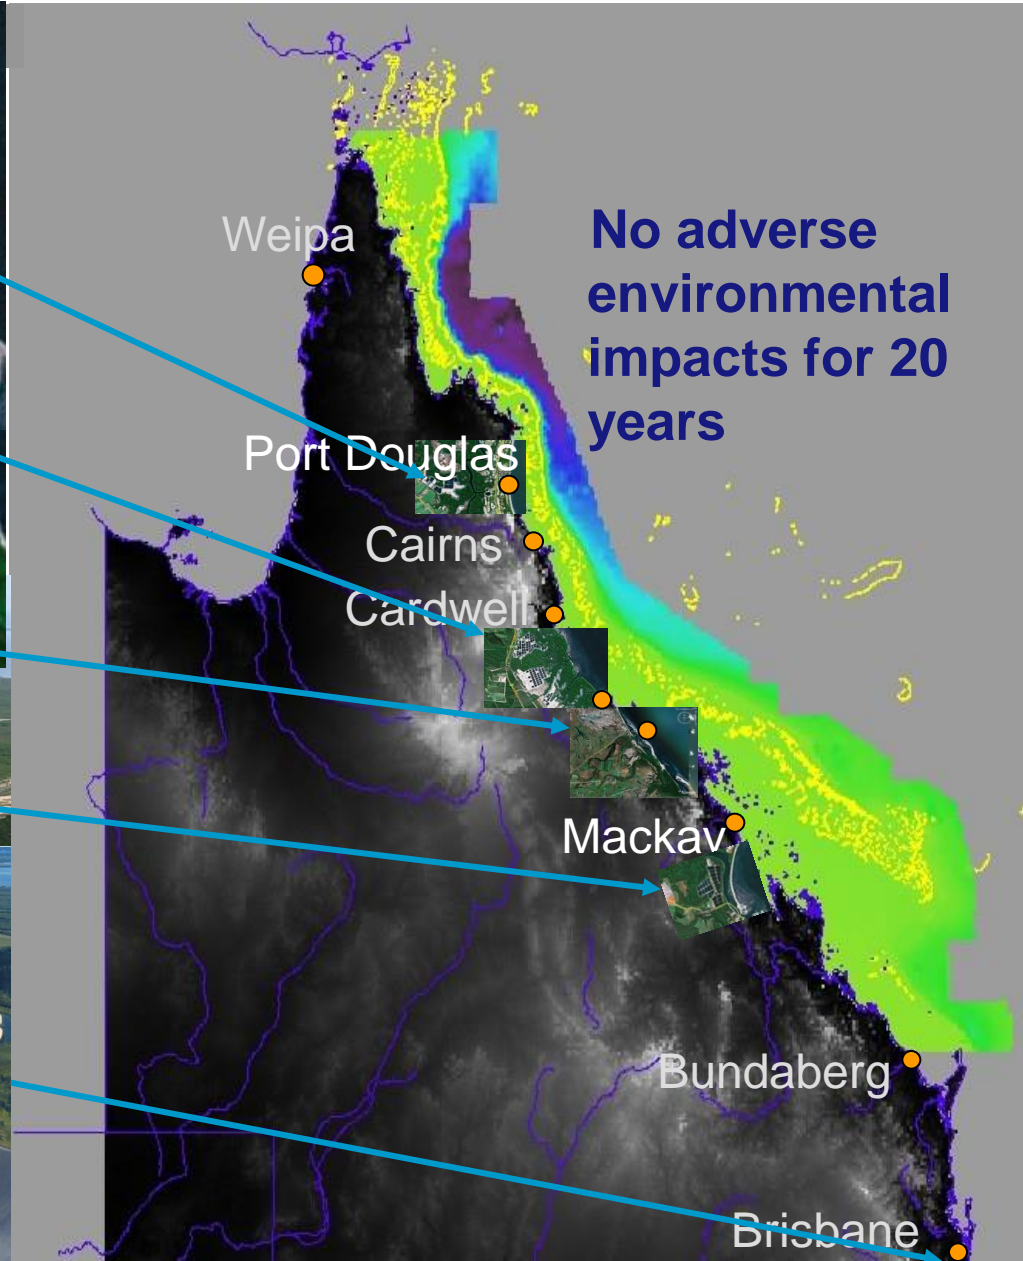 Weipa
No adverse
environmental
impacts for 20
years
Port Douglas
Cairns
Cardwell
Mackay
Bundaberg
Brisbane